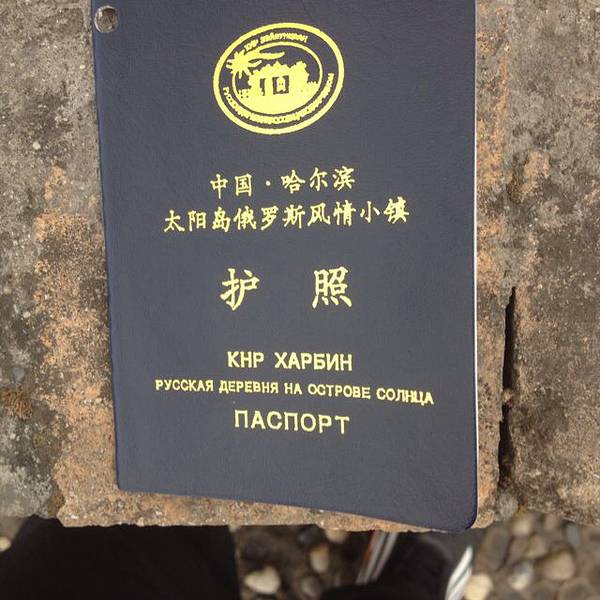 中国·哈尔滨
太阳岛俄罗斯风情小镇
护 照
КНР ХАРБИН
РУССКАЯ ДЕРЕВНЯ НА ОСТРОВЕ СОЛНЦА
ПАСПОРТ